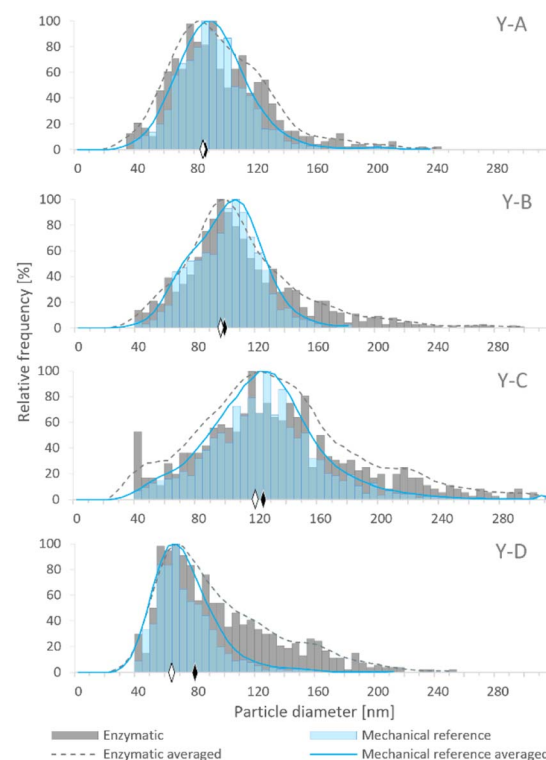 Y-A
100
80
60
40
20
0
0 40 80 120 160 200 240 280
Y-B
100
80
60
40
20
0
0 40 80 120 160 200 240 280
Y-C
100
80
60
40
20
0
0 40 80 120 160 200 240 280
Y-D
100
80
60
40
20
0
0 40 80 120 160 200 240 280
Relative frequency [%]
Particle diameter [nm]
Enzymatic Mechanical reference
Enzymatic averaged Mechanical reference averaged